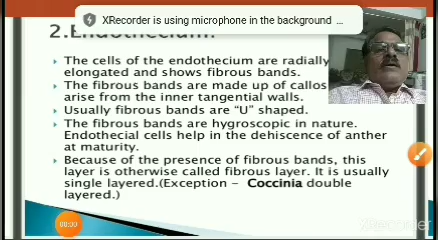 XRecorder is using microphone in the background ...
2.Endothecium:
The cells of the endothecium are radially
elongated and shows fibrous bands.
The fibrous bands are made up of callos
arise from the inner tangential walls.
Usually fibrous bands are "U" shaped.
The fibrous bands are hygroscopic in nature.
Endothecial cells help in the dehiscence of anther
at maturity.
Because of the presence of fibrous bands, this
layer is otherwise called fibrous layer. It is usually
single layered.(Exception – Coccinia double
layered.)
00:00
XRecorder